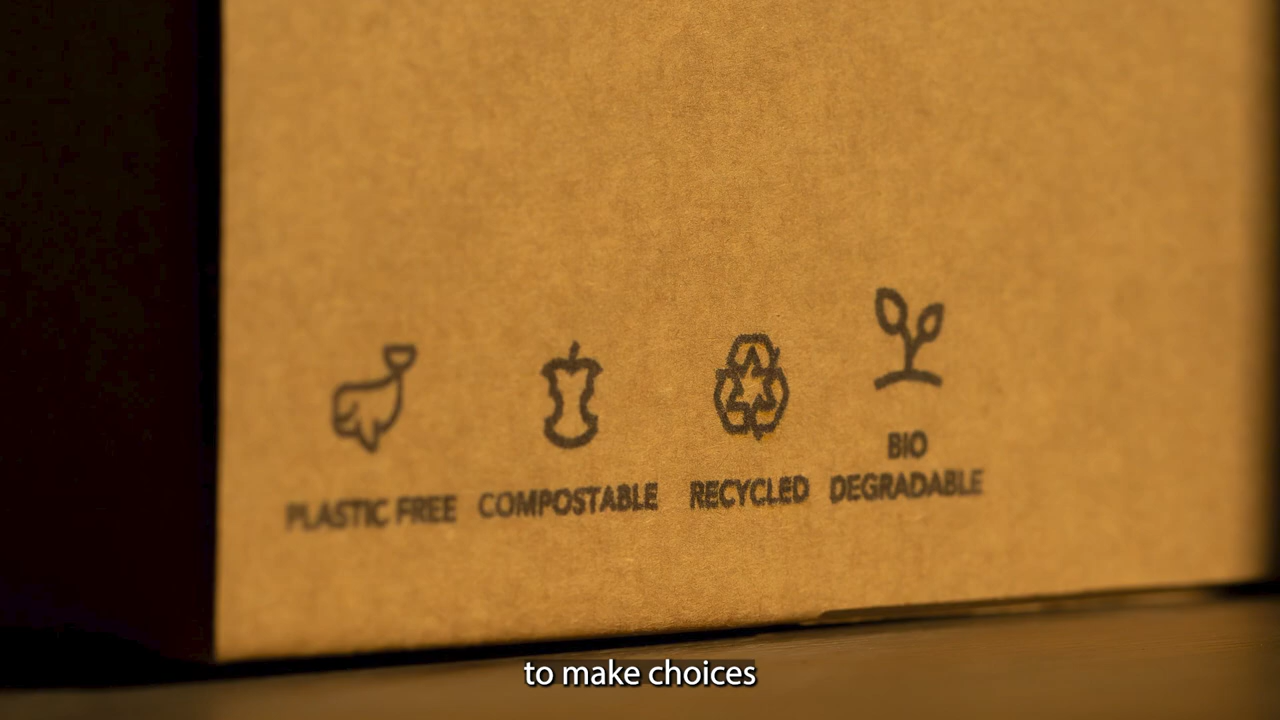 PLASTIC FREE
COMPOSTABLE
RECYCLED
BIO
DEGRADABLE
to make choices